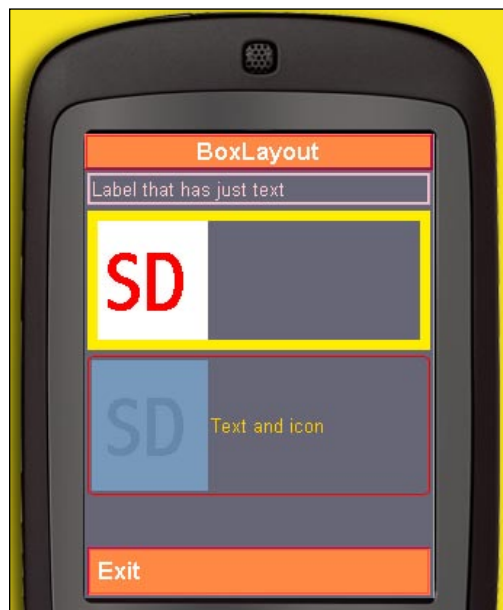 BoxLayout
Label that has just text
SD
SD
Text and icon
Exit